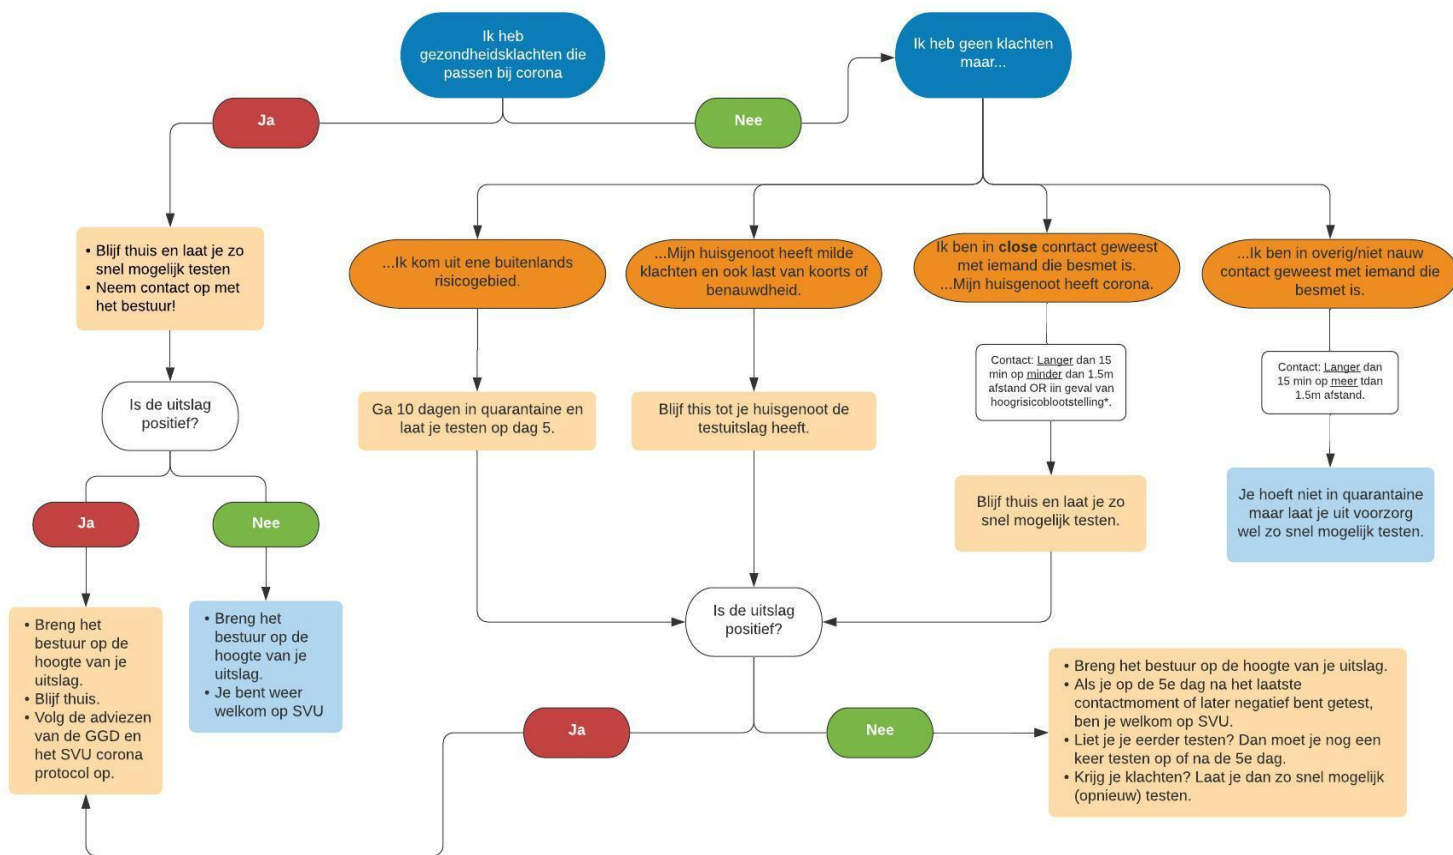 Ik heb
gezondheidsklachten die
passen bij corona
Ik heb geen klachten
maar...
Ja
Nee
• Blijf thuis en laat je zo
snel mogelijk testen
• Neem contact op met
het bestuur!
...Ik kom uit ene buitenlands
risicogebied.
...Mijn huisgenoot heeft milde
klachten en ook last van koorts of
benauwdheid.
Ik ben in close conrtact geweest
met iemand die besmet is.
...Mijn huisgenoot heeft corona.
...Ik ben in overig/niet nauw
contact geweest met iemand die
besmet is.
Contact: Langer dan 15
min op minder dan 1.5m
afstand OR iin geval van
hoogrisicoblootstelling*.
Contact: Langer dan
15 min op meer tdan
1.5m afstand.
Is de uitslag
positief?
Ga 10 dagen in quarantaine en
laat je testen op dag 5.
Blijf this tot je huisgenoot de
testuitslag heeft.
Blijf thuis en laat je zo
snel mogelijk testen.
Je hoeft niet in quarantaine
maar laat je uit voorzorg
wel zo snel mogelijk testen.
Ja
Nee
• Breng het
bestuur op de
hoogte van je
uitslag.
• Blijf thuis.
• Volg de adviezen
van de GGD en
het SVU corona
protocol op.
• Breng het
bestuur op de
hoogte van je
uitslag.
• Je bent weer
welkom op SVU
Is de uitslag
positief?
Ja
Nee
• Breng het bestuur op de hoogte van je uitslag.
• Als je op de 5e dag na het laatste
contactmoment of later negatief bent getest,
ben je welkom op SVU.
• Liet je je eerder testen? Dan moet je nog een
keer testen op of na de 5e dag.
• Krijg je klachten? Laat je dan zo snel mogelijk
(opnieuw) testen.